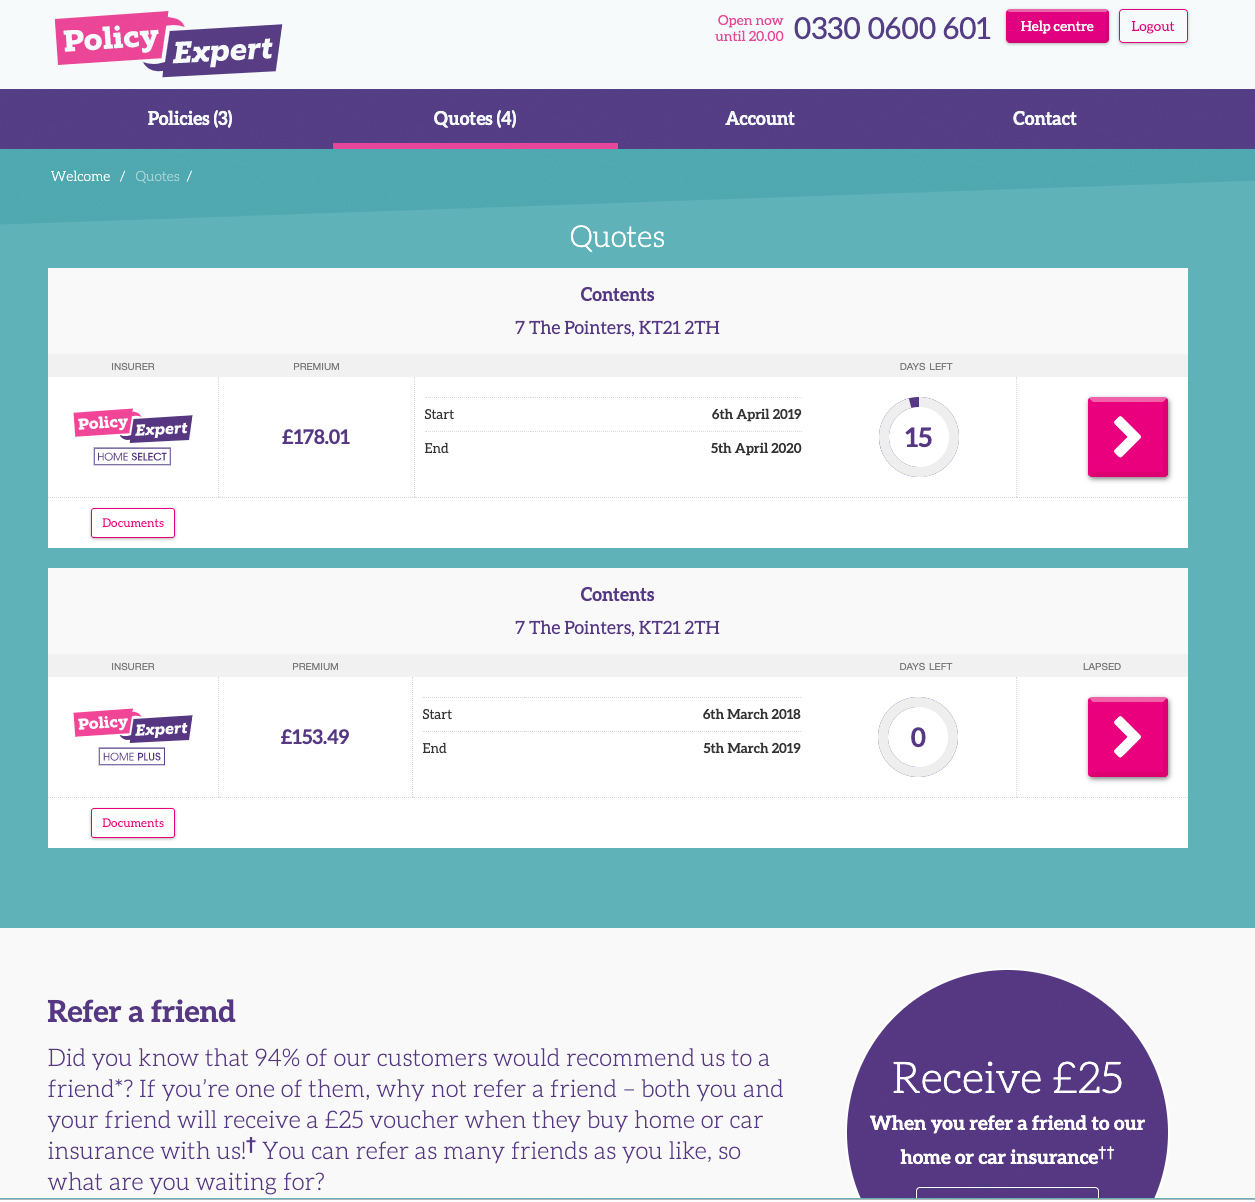 Policy Expert
Open now
until 20.00
0330 0600 601
Help centre
Logout
Policies (3)
Quotes (4)
Account
Contact
Welcome / Quotes /
Quotes
Contents
7 The Pointers, KT21 2TH
INSURER
PREMIUM
DAYS LEFT
Policy Expert
HOME SELECT
£178.01
Start
6th April 2019
End
5th April 2020
15
Documents
Contents
7 The Pointers, KT21 2TH
INSURER
PREMIUM
DAYS LEFT
LAPSED
Policy Expert
HOME PLUS
£153.49
Start
6th March 2018
End
5th March 2019
0
Documents
Refer a friend
Did you know that 94% of our customers would recommend us to a
friend*? If you're one of them, why not refer a friend – both you and
your friend will receive a £25 voucher when they buy home or car
insurance with us!† You can refer as many friends as you like, so
what are you waiting for?
Receive £25
When you refer a friend to our
home or car insurance††